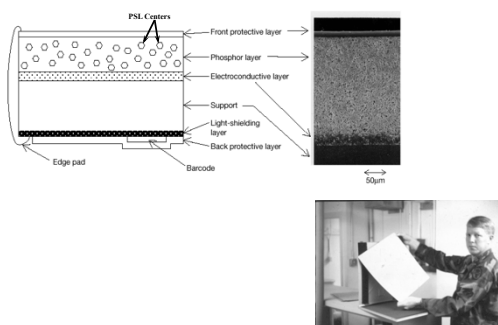 PSL Centers
Front protective layer
Phosphor layer
Electroconductive layer
Support
Light-shielding
layer
Back protective layer
Edge pad
Barcode
50μm